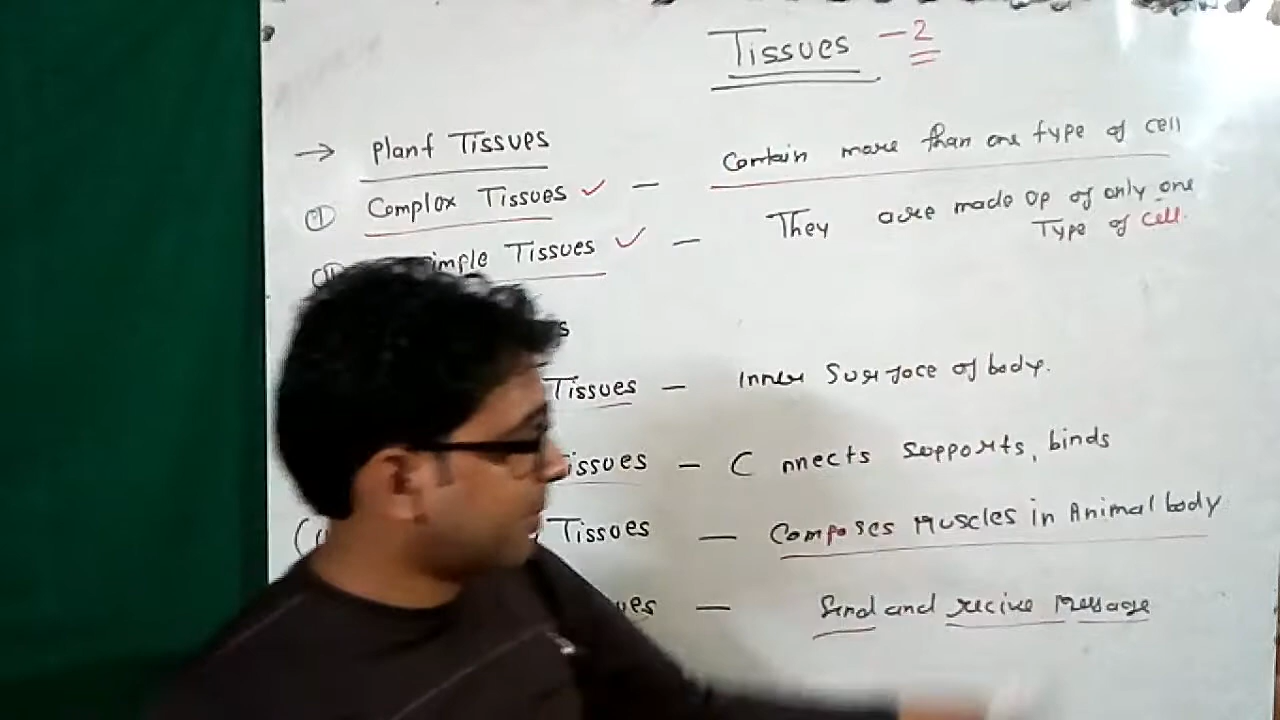 Tissues - 2
→ Plant Tissues
① Complex Tissues ✓ - Contain more than one type of cell
Simple Tissues ✓ - They are made up of only one
Type of cell.
Tissues - Inner Surface of body.
issues - C nnects supports, binds
Tissues - Composes Muscles in Animal body
ues - Send and recive Message